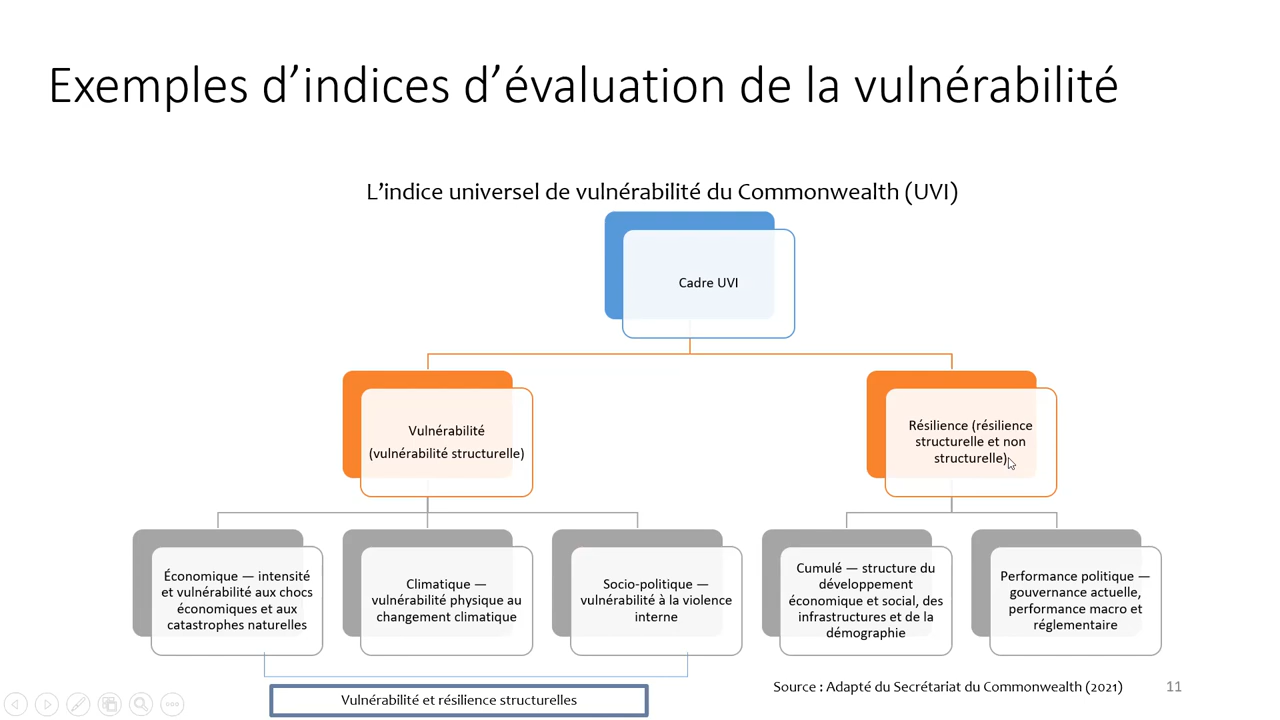 Exemples d’indices d’évaluation de la vulnérabilité
L’indice universel de vulnérabilité du Commonwealth (UVI)
Cadre UVI
Vulnérabilité
(vulnérabilité structurelle)
Résilience (résilience
structurelle et non
structurelle)
Économique — intensité
et vulnérabilité aux chocs
économiques et aux
catastrophes naturelles
Climatique —
vulnérabilité physique au
changement climatique
Socio-politique —
vulnérabilité à la violence
interne
Cumulé — structure du
développement
économique et social, des
infrastructures et de la
démographie
Performance politique —
gouvernance actuelle,
performance macro et
réglementaire
Vulnérabilité et résilience structurelles
Source : Adapté du Secrétariat du Commonwealth (2021)
11